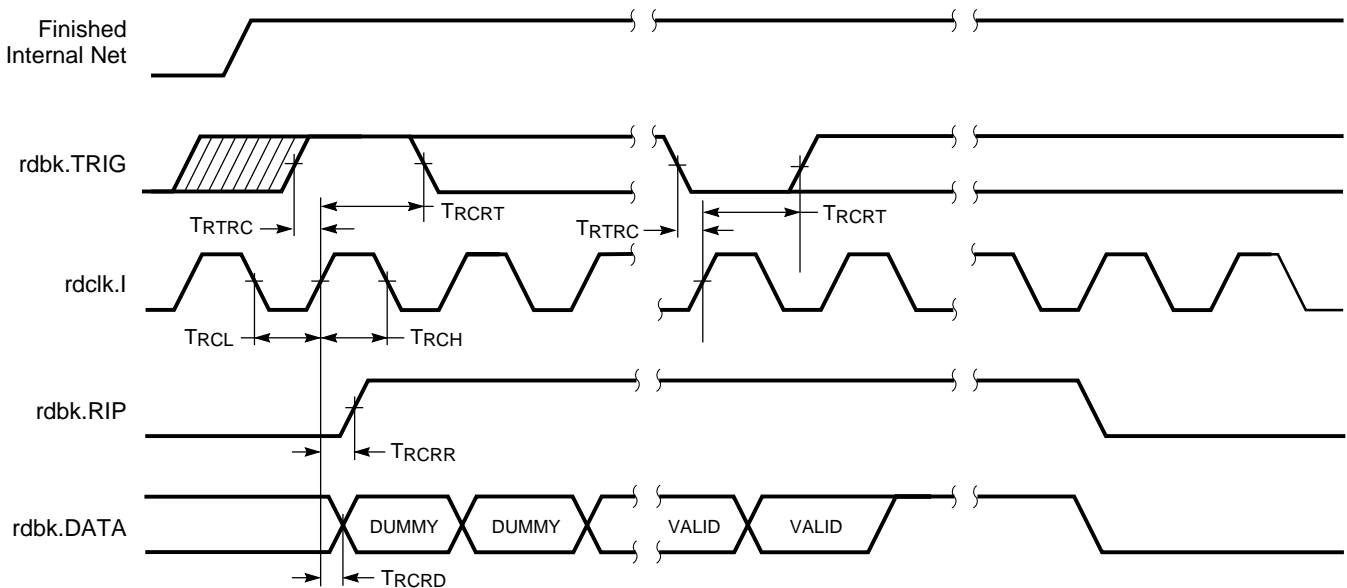 Finished
Internal Net
rdbk.TRIG
TRTRC
TRCRT
TRTRC
TRCRT
rdclk.I
TRCL
TRCH
rdbk.RIP
TRCRR
rdbk.DATA
DUMMY
DUMMY
VALID
VALID
TRCRD